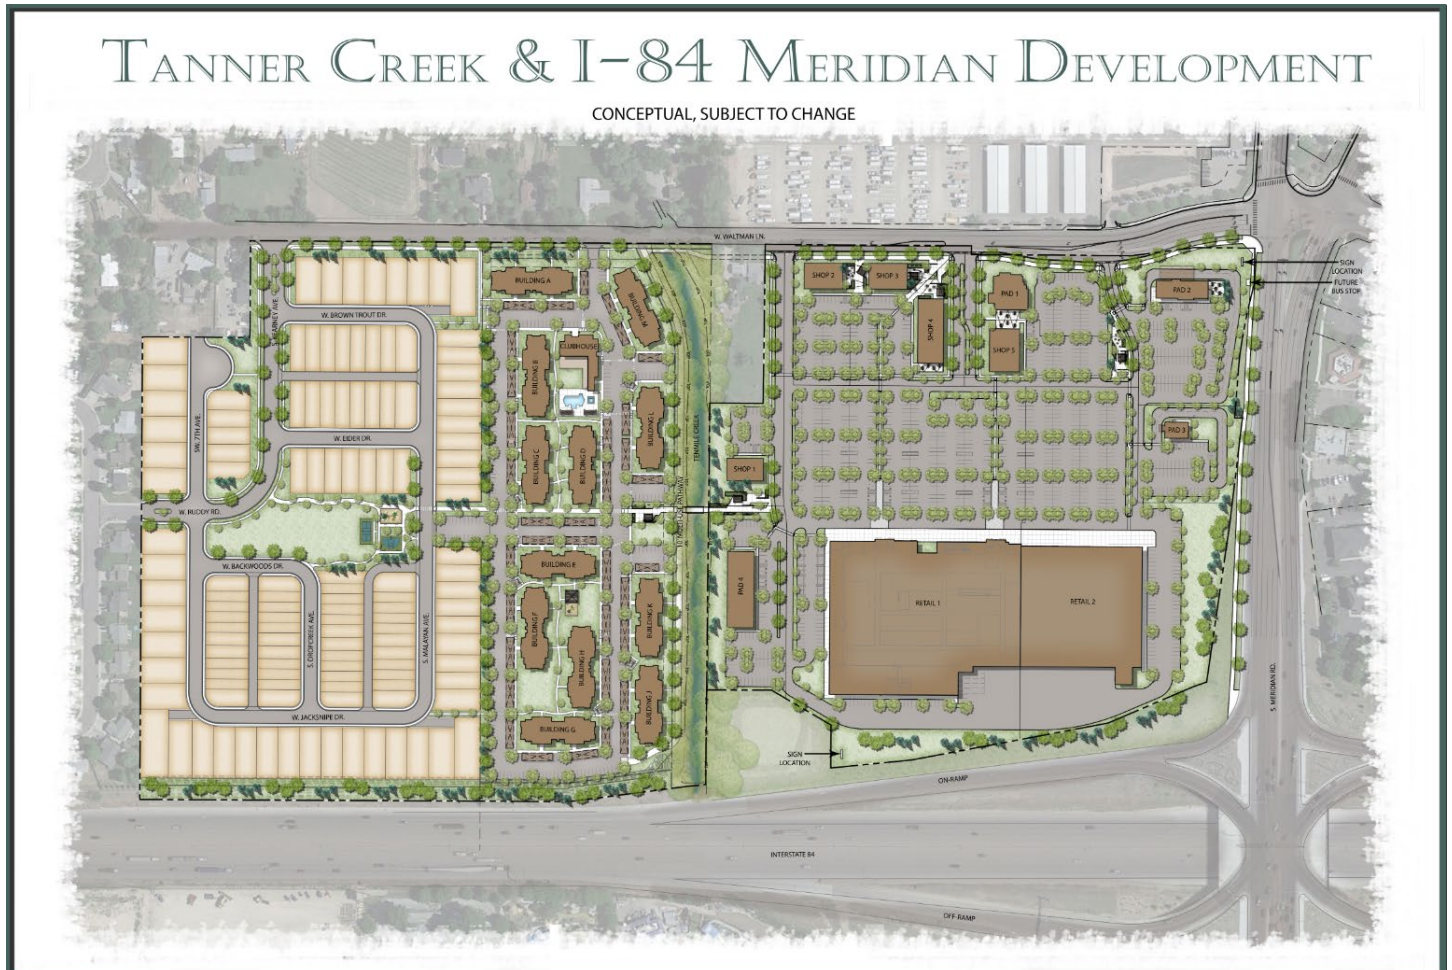 TANNER CREEK & I-84 MERIDIAN DEVELOPMENT
CONCEPTUAL, SUBJECT TO CHANGE
W. WALTMAN LN.
SIGN
LOCATION
FUTURE
BUS STOP
BUILDING A
BUILDING M
SHOP 2
SHOP 3
PAD 1
PAD 2
W. BROWN TROUT DR.
SHOP 4
SHOP 5
CLUBHOUSE
BUILDING B
BUILDING L
SW. 7TH AVE.
W. EIDER DR.
TENMILE CREEK
PAD 3
BUILDING C
BUILDING D
SHOP 1
W. RUDDY RD.
W. BACKWOODS DR.
BUILDING E
PAD 4
RETAIL 1
RETAIL 2
BUILDING F
BUILDING K
S. DROPCREEK AVE.
S. MALAYAN AVE.
BUILDING H
BUILDING J
S. MERIDIAN RD.
W. JACKSNIPE DR.
BUILDING G
SIGN
LOCATION
ON-RAMP
INTERSTATE 84
OFF-RAMP